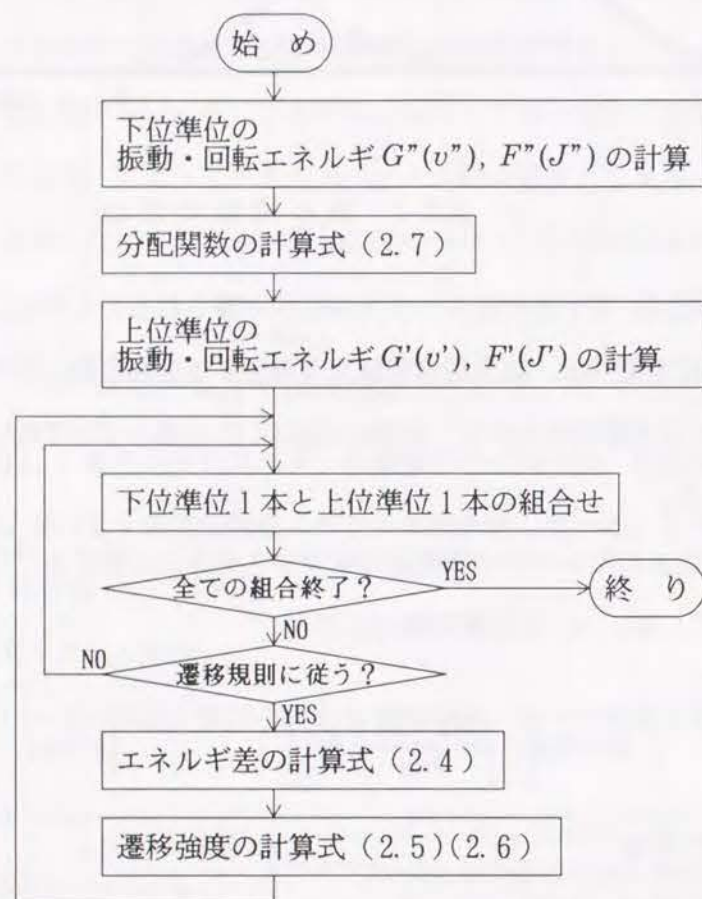 始 め
下位準位の
振動・回転エネルギ G"(v"), F"(J") の計算
分配関数の計算式 (2.7)
上位準位の
振動・回転エネルギ G'(v'), F'(J') の計算
下位準位1本と上位準位1本の組合せ
全ての組合終了？
YES
終 り
NO
NO
遷移規則に従う？
YES
エネルギ差の計算式 (2.4)
遷移強度の計算式 (2.5)(2.6)